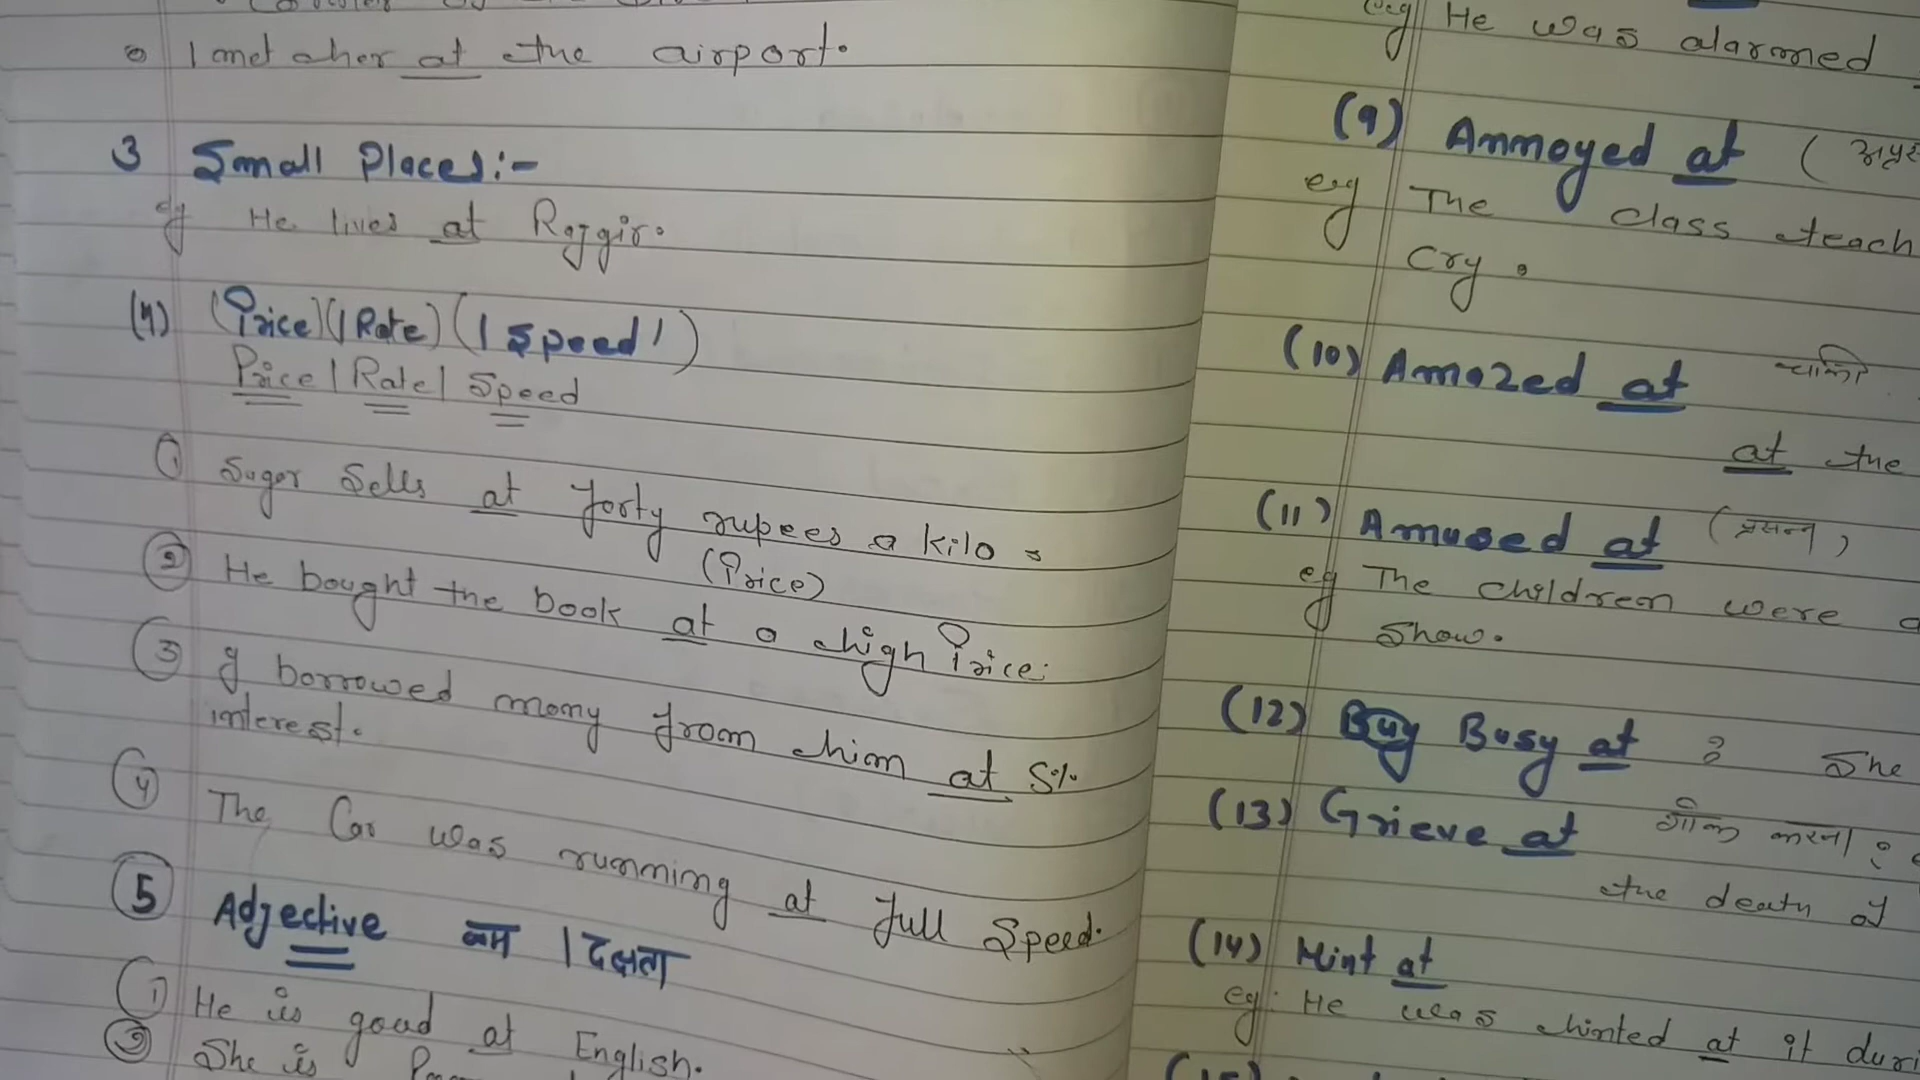 I met her at the airport.
3 Small Places:-
eg He lives at Rajgir.
(4) (Price) (Rate) (Speed)
Price | Rate | Speed
① Sugar sells at forty rupees a kilo.
(Price)
② He bought the book at a high Price.
③ I borrowed mony from him at 5%
interest.
④ The Car was running at full Speed.
⑤ Adjective | दक्षता
① He is good at English.
② She is
eg He was alarmed
(9) Annoyed at (
eg The class teach
Cry.
(10) Amazed at
at the
(11) Amused at (प्रसन्न)
eg The children were
Show.
(12) Busy at : She
(13) Grieve at शोक करना :
the death of
(14) Hint at
eg: He was hinted at it duri